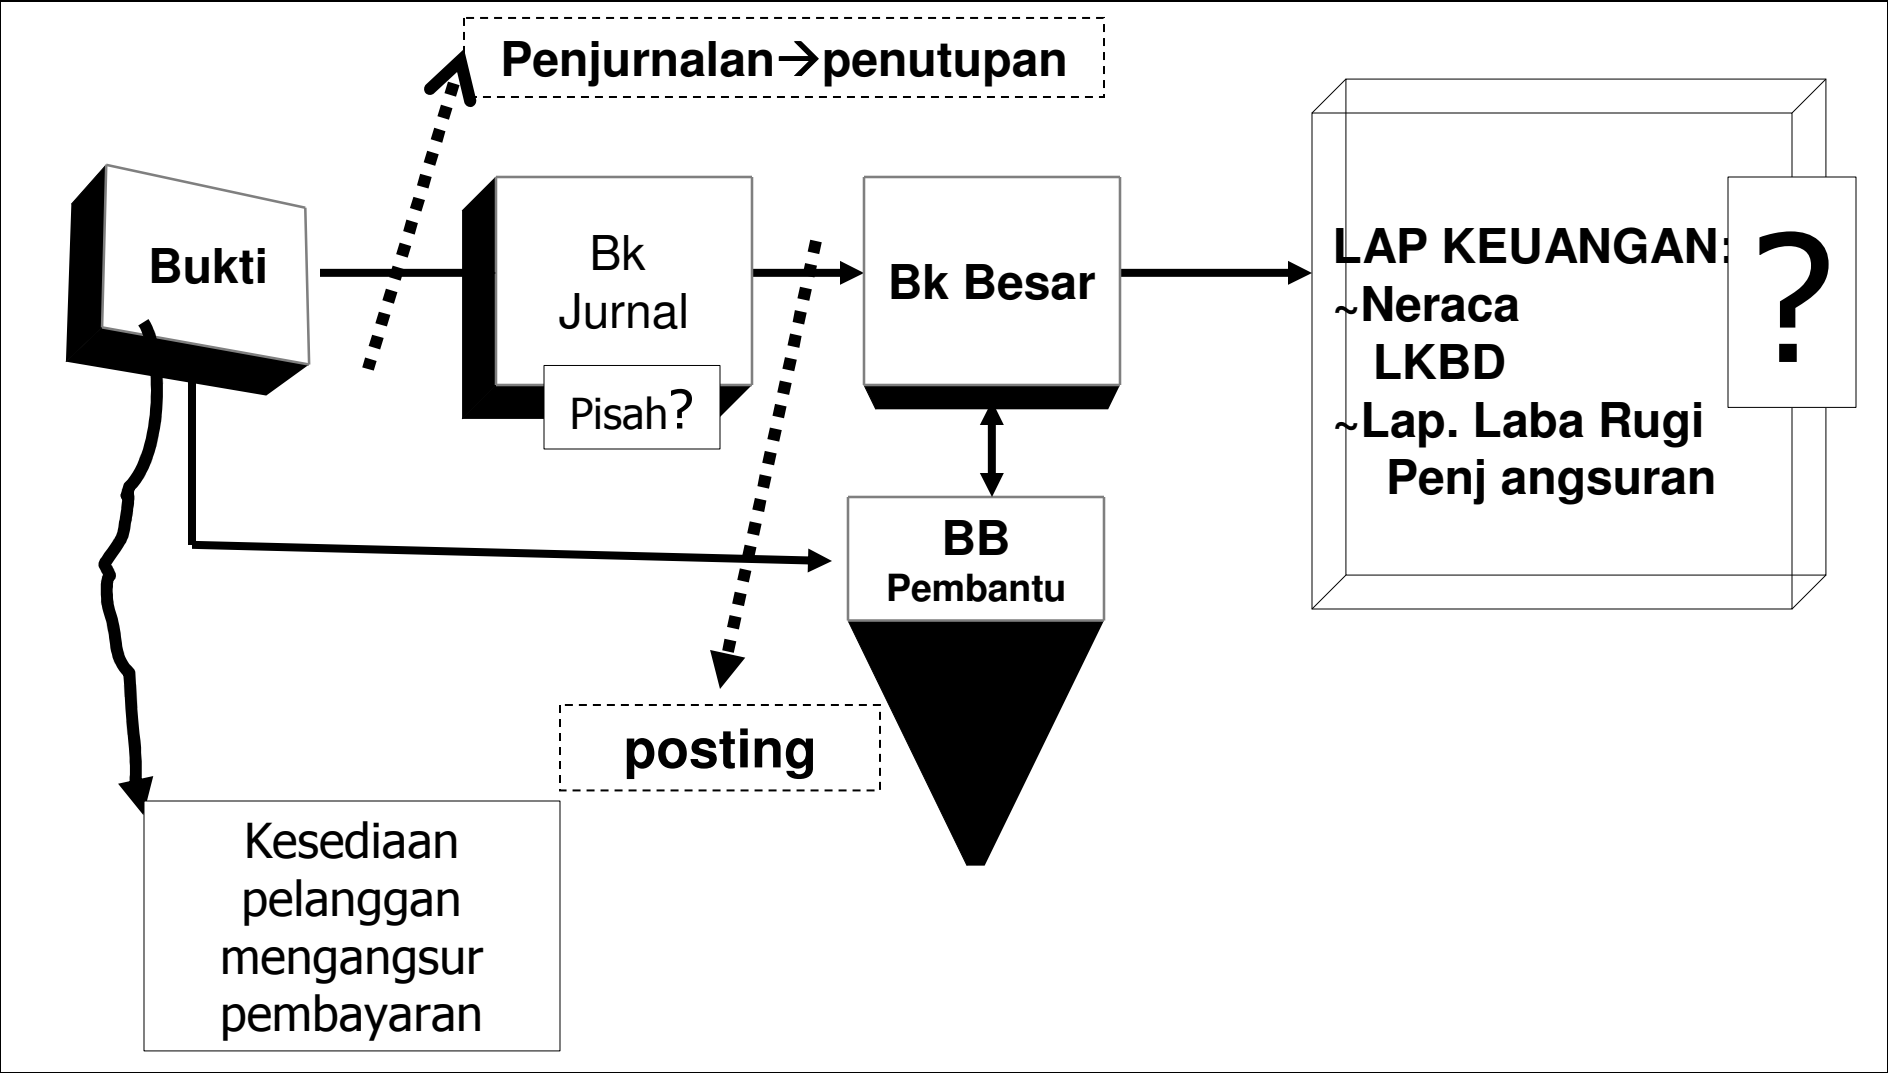 Penjurnalan→penutupan
Bukti
Bk
Jurnal
Pisah?
Bk Besar
LAP KEUANGAN:
~Neraca
LKBD
~Lap. Laba Rugi
Penj angsuran
?
BB
Pembantu
posting
Kesediaan
pelanggan
mengangsur
pembayaran